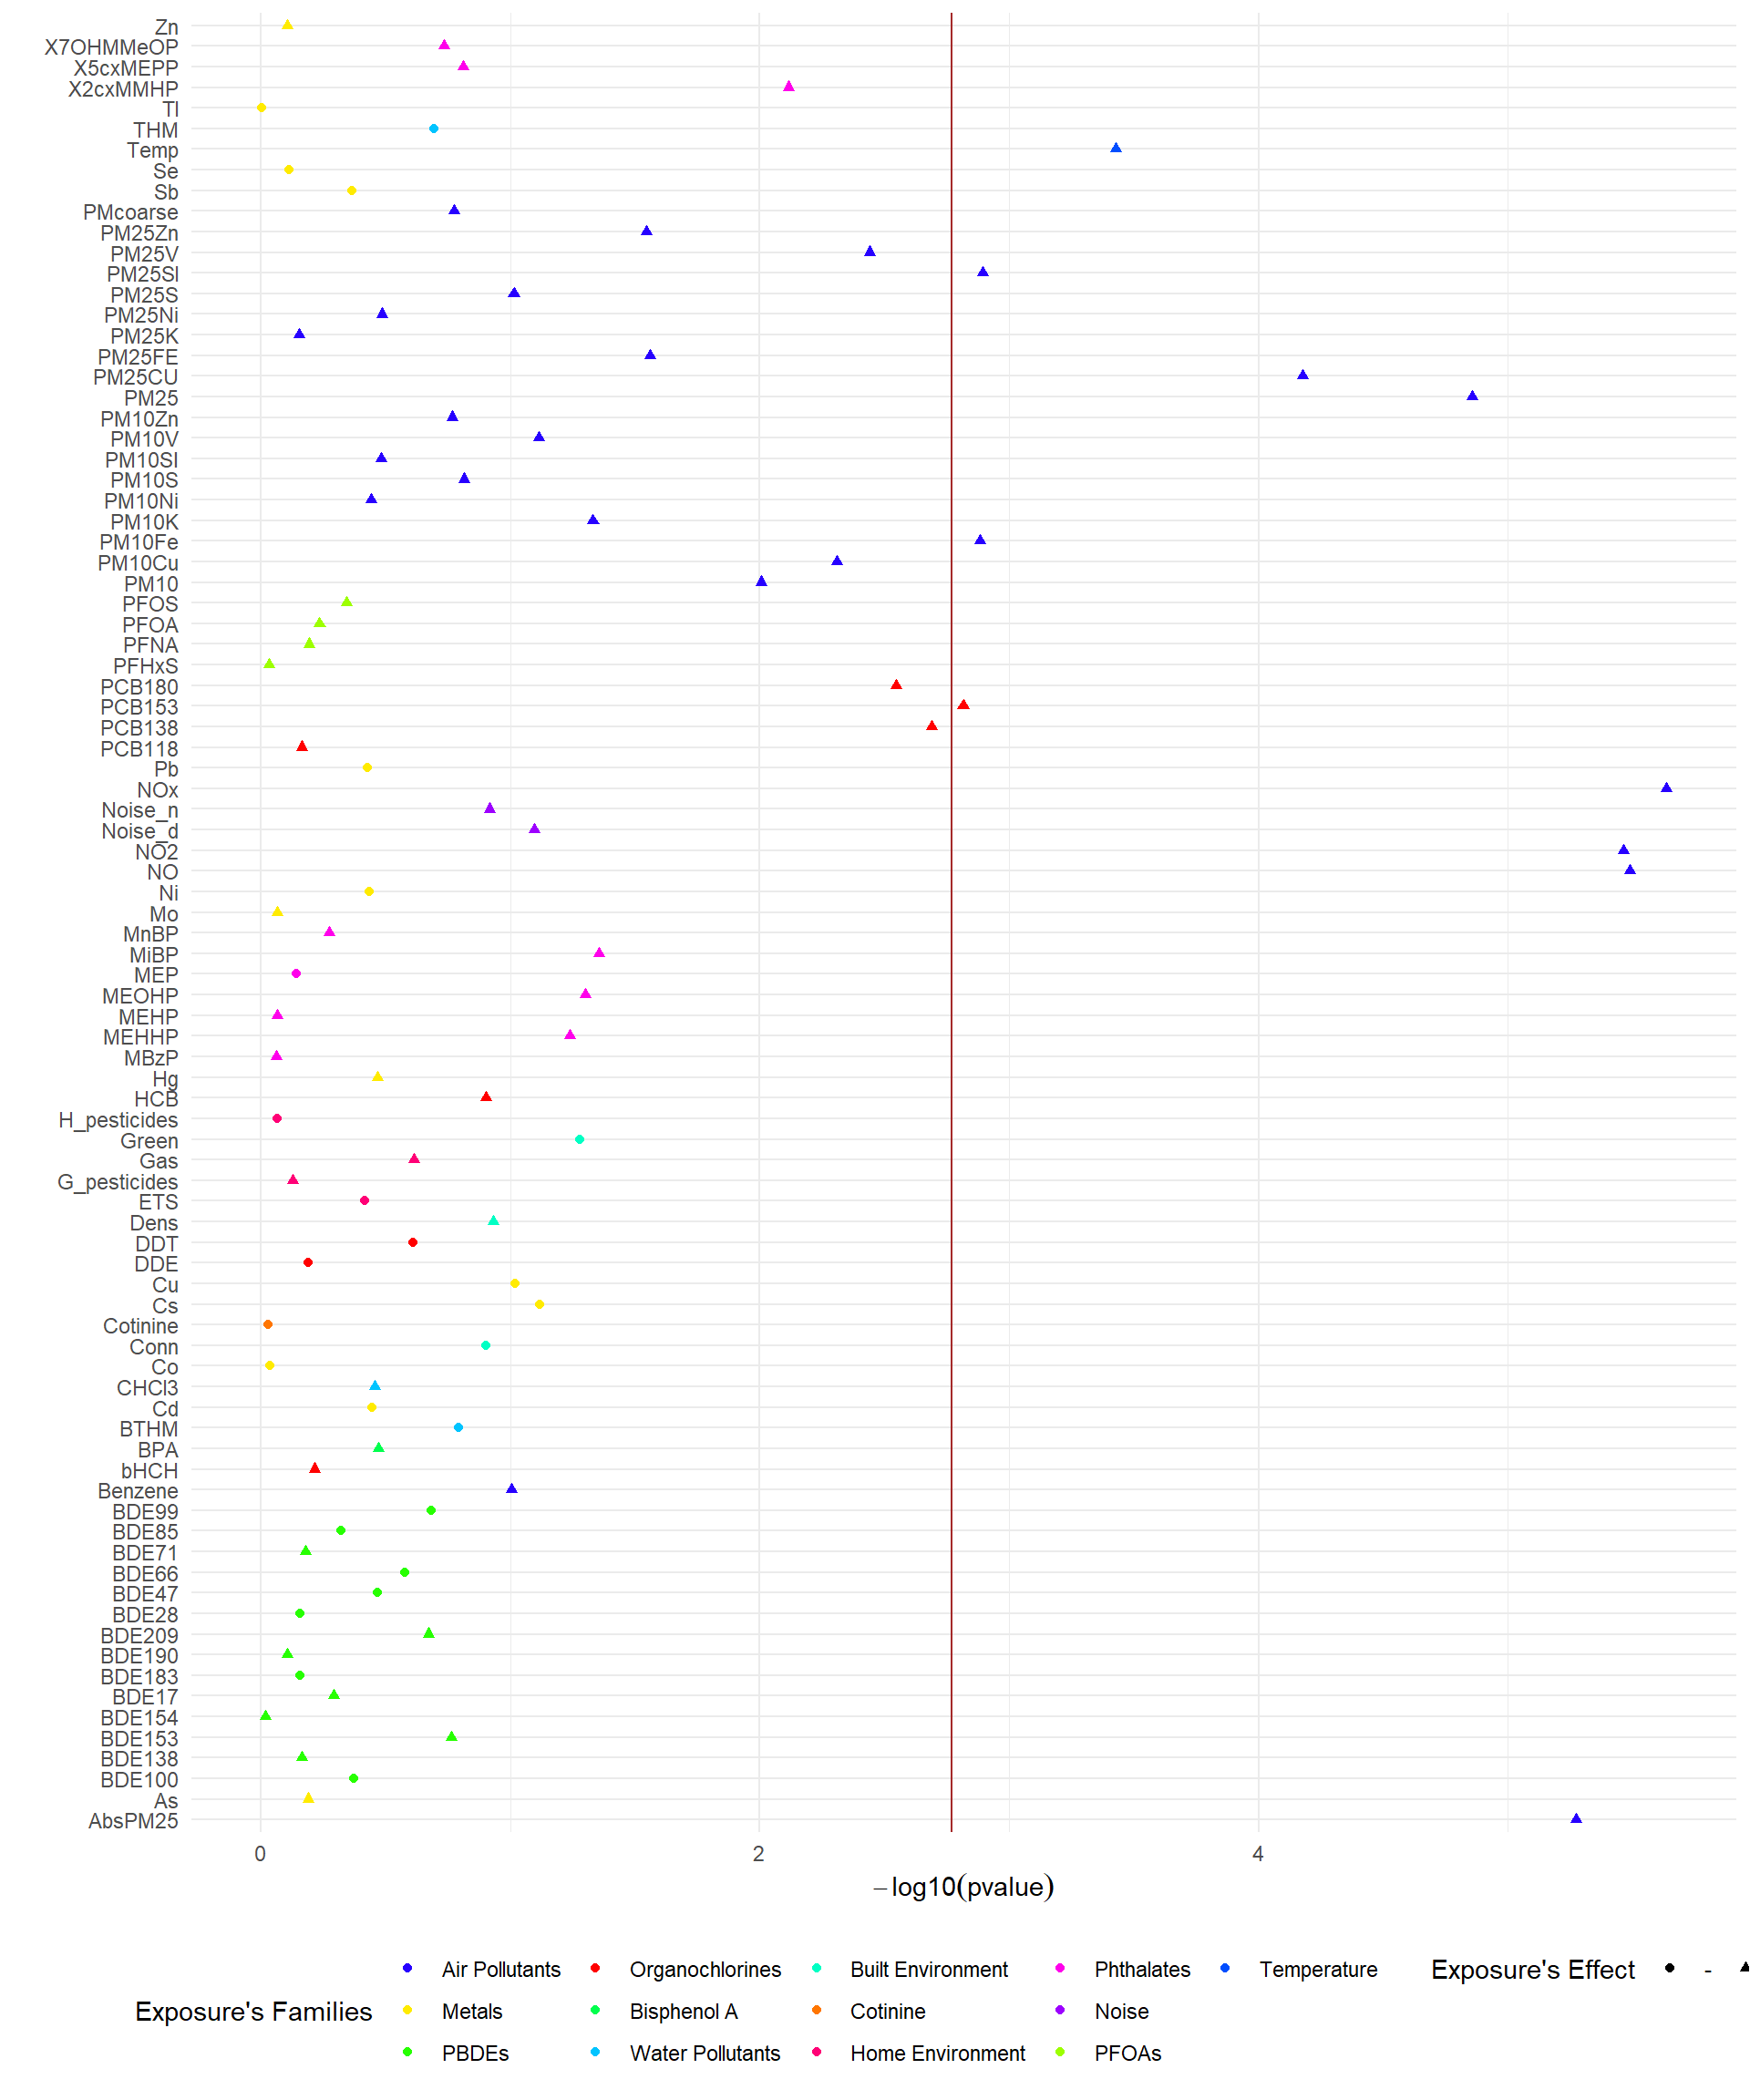 Zn
X7OHMMeOP
X5cxMEPP
X2cxMMHP
Tl
THM
Temp
Se
Sb
PMcoarse
PM25Zn
PM25V
PM25SI
PM25S
PM25Ni
PM25K
PM25FE
PM25CU
PM25
PM10Zn
PM10V
PM10SI
PM10S
PM10Ni
PM10K
PM10Fe
PM10Cu
PM10
PFOS
PFOA
PFNA
PFHxS
PCB180
PCB153
PCB138
PCB118
Pb
NOx
Noise_n
Noise_d
NO2
NO
Ni
Mo
MnBP
MiBP
MEP
MEOHP
MEHP
MEHHP
MBzP
Hg
HCB
H_pesticides
Green
Gas
G_pesticides
ETS
Dens
DDT
DDE
Cu
Cs
Cotinine
Conn
Co
CHCl3
Cd
BTHM
BPA
bHCH
Benzene
BDE99
BDE85
BDE71
BDE66
BDE47
BDE28
BDE209
BDE190
BDE183
BDE17
BDE154
BDE153
BDE138
BDE100
As
AbsPM25
0 2 4
−log10(pvalue)
Air Pollutants Organochlorines Built Environment Phthalates Temperature Exposure's Effect -
Exposure's Families Metals Bisphenol A Cotinine Noise
PBDEs Water Pollutants Home Environment PFOAs